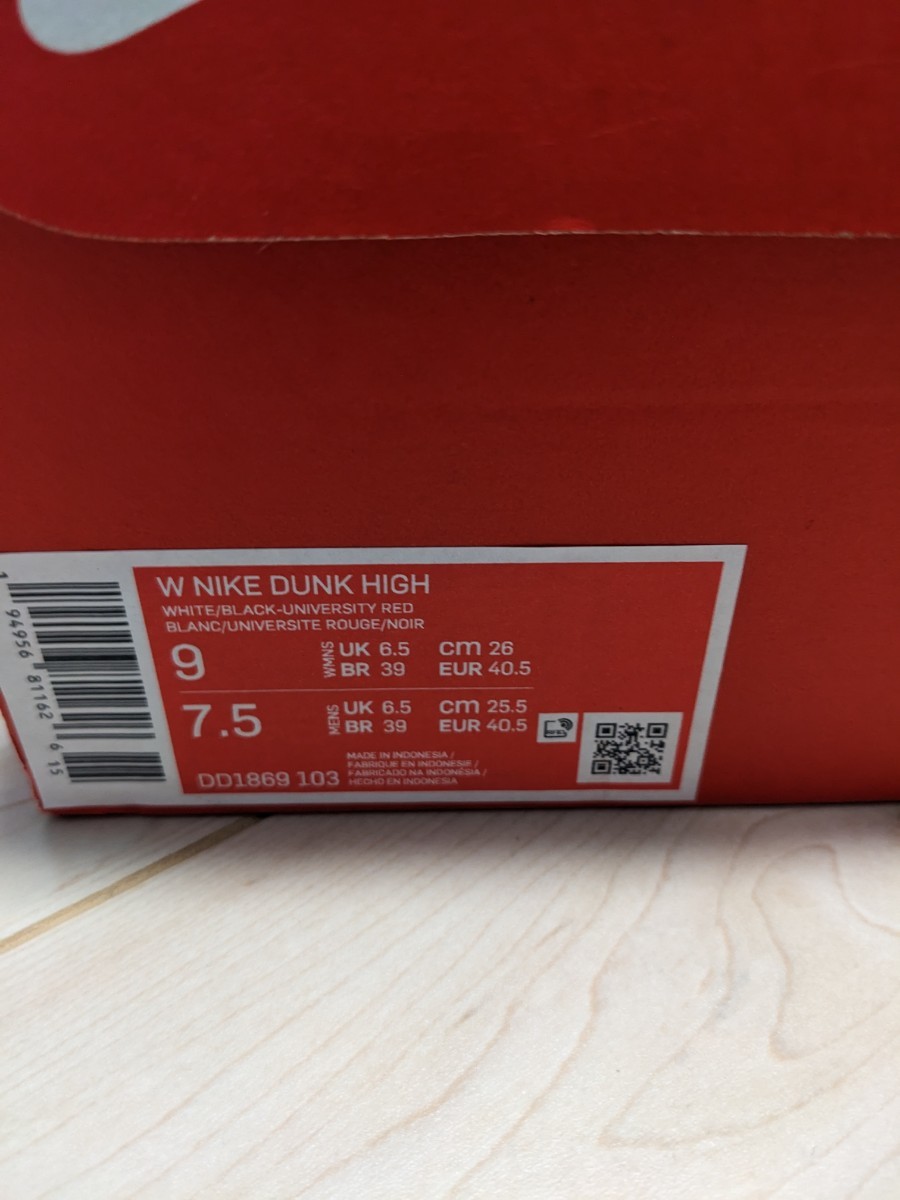 W NIKE DUNK HIGH
WHITE/BLACK-UNIVERSITY RED
BLANC/UNIVERSITE ROUGE/NOIR
9 WMNS UK 6.5 cm 26
BR 39 EUR 40.5
7.5 MENS UK 6.5 cm 25.5
BR 39 EUR 40.5
DD1869 103
MADE IN INDONESIA /
FABRIQUE EN INDONESIE /
FABRICADO NA INDONÉSIA /
HECHO EN INDONESIA
1 94956 81162 6 15